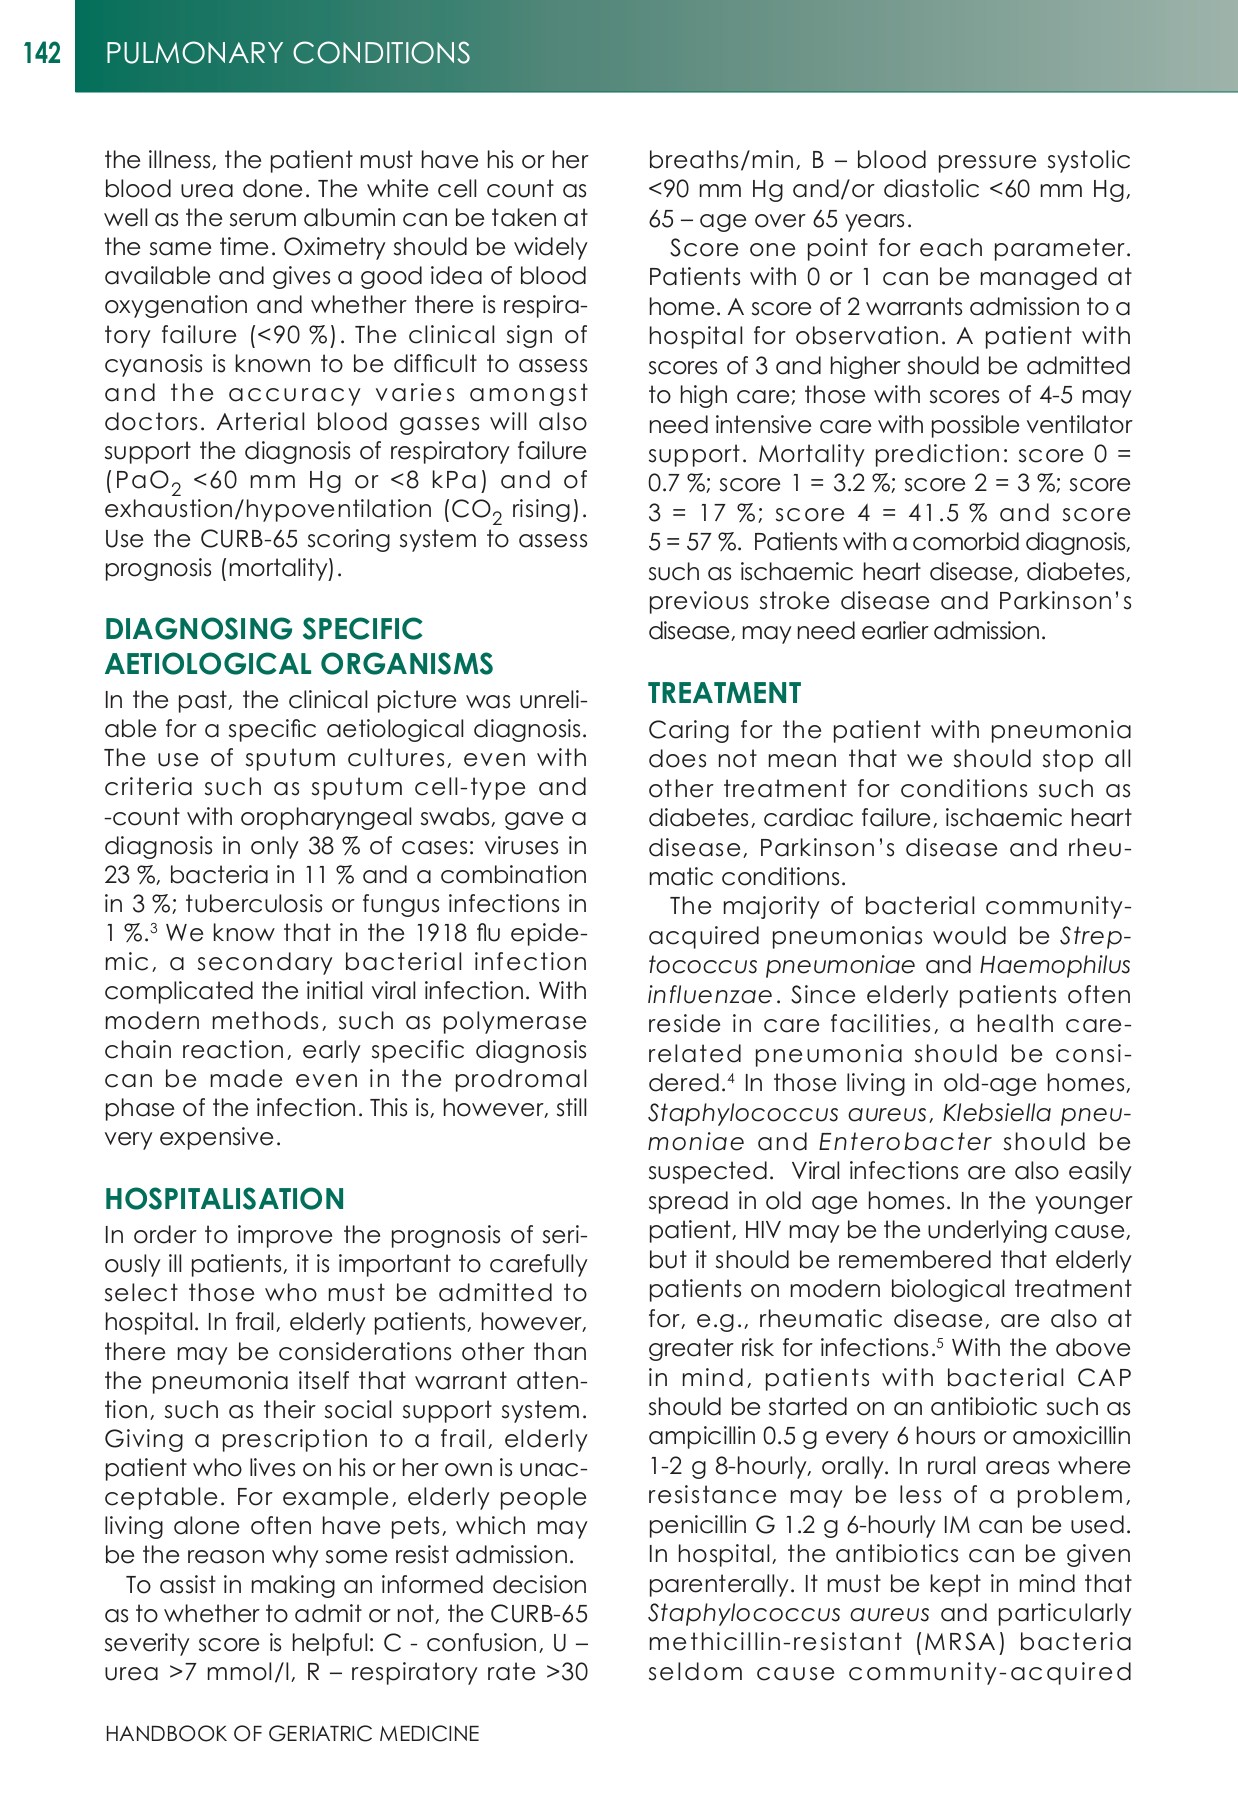 142
PULMONARY CONDITIONS
the illness, the patient must have his or her
blood urea done. The white cell count as
well as the serum albumin can be taken at
the same time. Oximetry should be widely
available and gives a good idea of blood
oxygenation and whether there is respira-
tory failure (<90 %). The clinical sign of
cyanosis is known to be difficult to assess
and the accuracy varies amongst
doctors. Arterial blood gasses will also
support the diagnosis of respiratory failure
(PaO2 <60 mm Hg or <8 kPa) and of
exhaustion/hypoventilation (CO2 rising).
Use the CURB-65 scoring system to assess
prognosis (mortality).
DIAGNOSING SPECIFIC
AETIOLOGICAL ORGANISMS
In the past, the clinical picture was unreli-
able for a specific aetiological diagnosis.
The use of sputum cultures, even with
criteria such as sputum cell-type and
-count with oropharyngeal swabs, gave a
diagnosis in only 38 % of cases: viruses in
23 %, bacteria in 11 % and a combination
in 3 %; tuberculosis or fungus infections in
1 %.3 We know that in the 1918 flu epide-
mic, a secondary bacterial infection
complicated the initial viral infection. With
modern methods, such as polymerase
chain reaction, early specific diagnosis
can be made even in the prodromal
phase of the infection. This is, however, still
very expensive.
HOSPITALISATION
In order to improve the prognosis of seri-
ously ill patients, it is important to carefully
select those who must be admitted to
hospital. In frail, elderly patients, however,
there may be considerations other than
the pneumonia itself that warrant atten-
tion, such as their social support system.
Giving a prescription to a frail, elderly
patient who lives on his or her own is unac-
ceptable. For example, elderly people
living alone often have pets, which may
be the reason why some resist admission.
To assist in making an informed decision
as to whether to admit or not, the CURB-65
severity score is helpful: C - confusion, U –
urea >7 mmol/l, R – respiratory rate >30
breaths/min, B – blood pressure systolic
<90 mm Hg and/or diastolic <60 mm Hg,
65 – age over 65 years.
Score one point for each parameter.
Patients with 0 or 1 can be managed at
home. A score of 2 warrants admission to a
hospital for observation. A patient with
scores of 3 and higher should be admitted
to high care; those with scores of 4-5 may
need intensive care with possible ventilator
support. Mortality prediction: score 0 =
0.7 %; score 1 = 3.2 %; score 2 = 3 %; score
3 = 17 %; score 4 = 41.5 % and score
5 = 57 %. Patients with a comorbid diagnosis,
such as ischaemic heart disease, diabetes,
previous stroke disease and Parkinson's
disease, may need earlier admission.
TREATMENT
Caring for the patient with pneumonia
does not mean that we should stop all
other treatment for conditions such as
diabetes, cardiac failure, ischaemic heart
disease, Parkinson's disease and rheu-
matic conditions.
The majority of bacterial community-
acquired pneumonias would be Strep-
tococcus pneumoniae and Haemophilus
influenzae. Since elderly patients often
reside in care facilities, a health care-
related pneumonia should be consi-
dered.4 In those living in old-age homes,
Staphylococcus aureus, Klebsiella pneu-
moniae and Enterobacter should be
suspected. Viral infections are also easily
spread in old age homes. In the younger
patient, HIV may be the underlying cause,
but it should be remembered that elderly
patients on modern biological treatment
for, e.g., rheumatic disease, are also at
greater risk for infections.5 With the above
in mind, patients with bacterial CAP
should be started on an antibiotic such as
ampicillin 0.5 g every 6 hours or amoxicillin
1-2 g 8-hourly, orally. In rural areas where
resistance may be less of a problem,
penicillin G 1.2 g 6-hourly IM can be used.
In hospital, the antibiotics can be given
parenterally. It must be kept in mind that
Staphylococcus aureus and particularly
methicillin-resistant (MRSA) bacteria
seldom cause community-acquired
HANDBOOK OF GERIATRIC MEDICINE